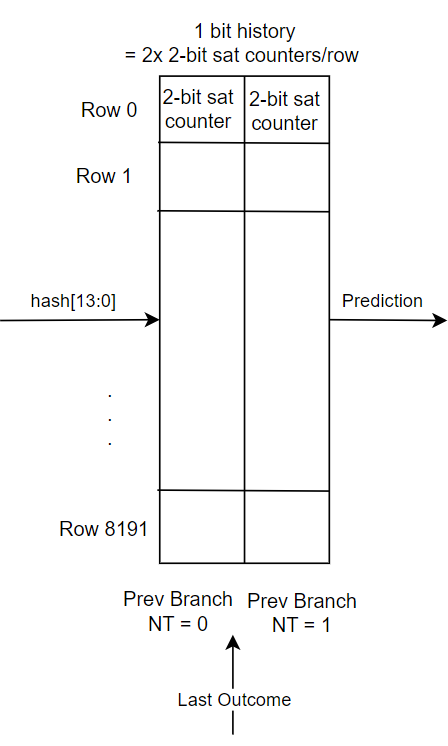 1 bit history
= 2x 2-bit sat counters/row
Row 0
2-bit sat
counter
2-bit sat
counter
Row 1
hash[13:0]
Prediction
.
.
.
Row 8191
Prev Branch
NT = 0
Prev Branch
NT = 1
Last Outcome